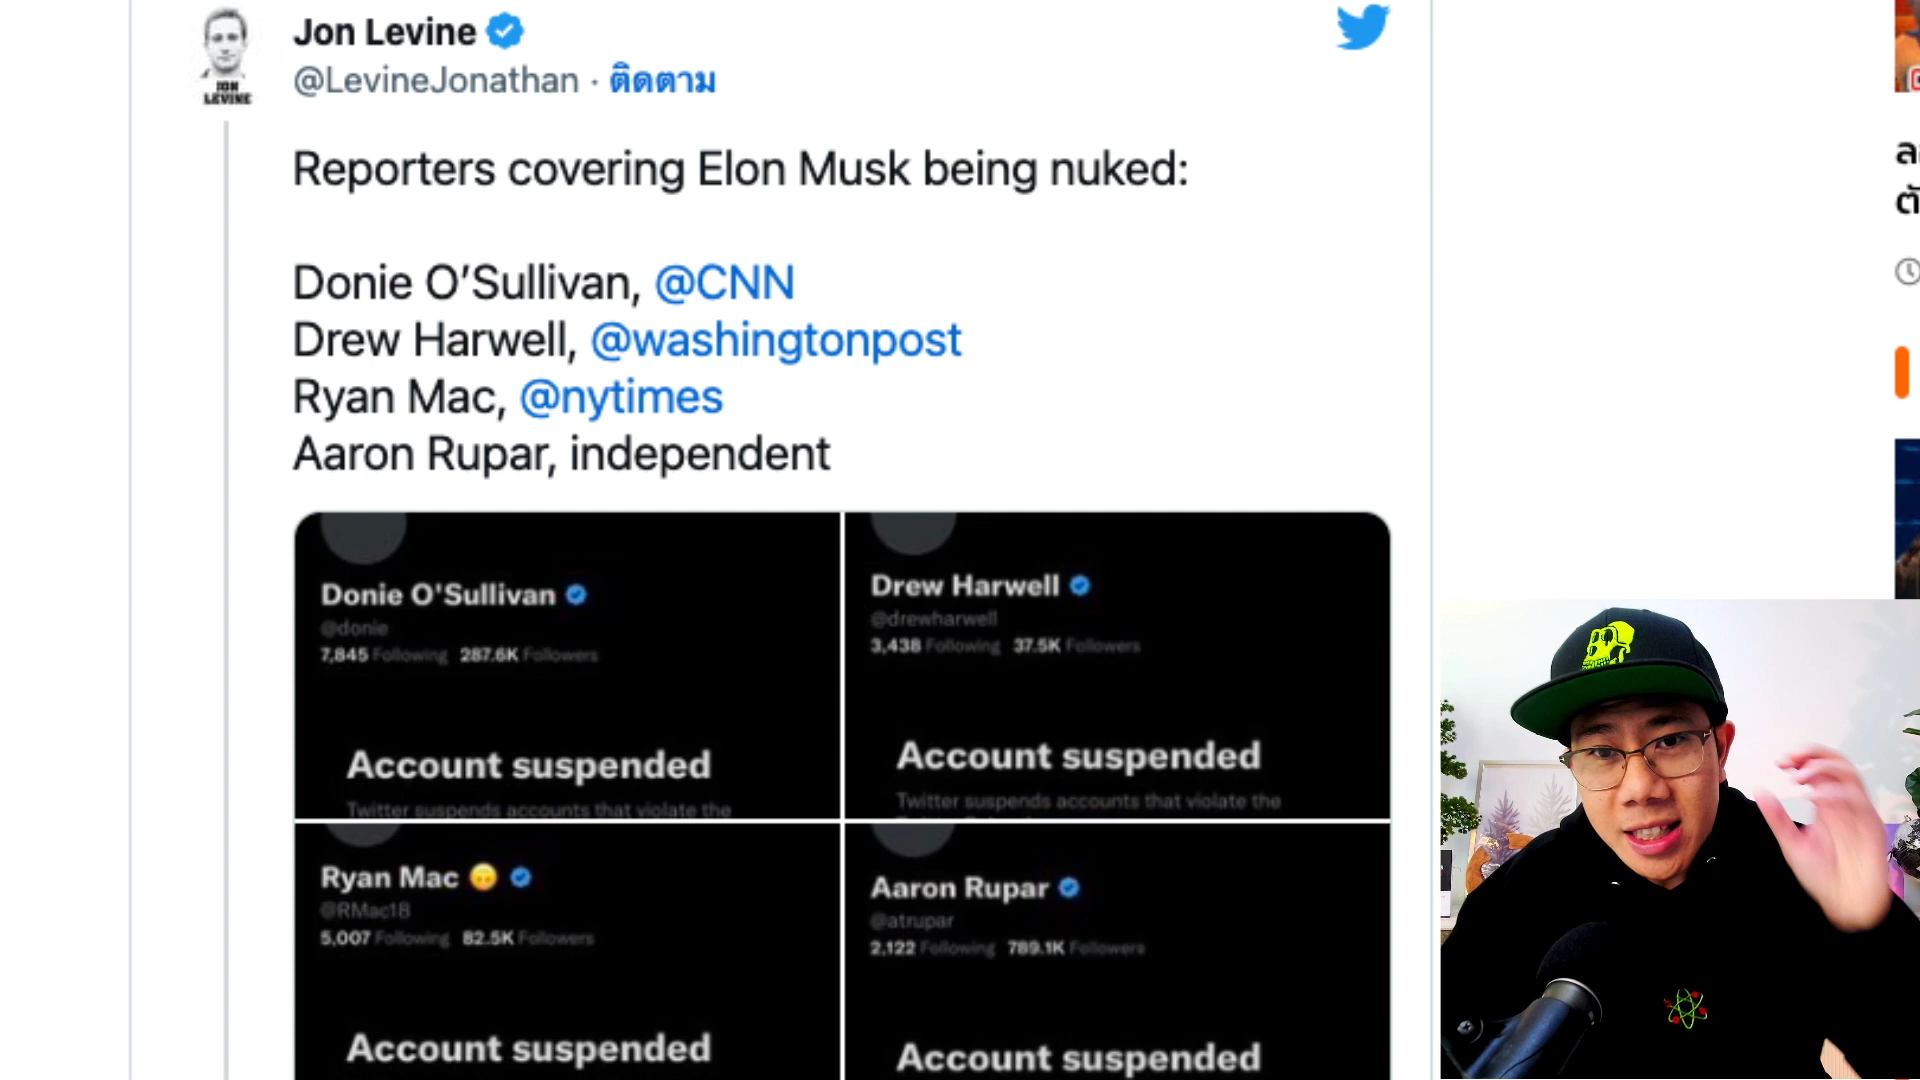 Jon Levine
@LevineJonathan · ติดตาม
JON
LEVINE
Reporters covering Elon Musk being nuked:
Donie O’Sullivan, @CNN
Drew Harwell, @washingtonpost
Ryan Mac, @nytimes
Aaron Rupar, independent
Donie O'Sullivan
@donie
7,845 Following 287.6K Followers
Account suspended
Twitter suspends accounts that violate the
Drew Harwell
@drewharwell
3,438 Following 37.5K Followers
Account suspended
Twitter suspends accounts that violate the
Ryan Mac
@RMac18
5,007 Following 82.5K Followers
Account suspended
Aaron Rupar
@atrupar
2,122 Following 789.1K Followers
Account suspended